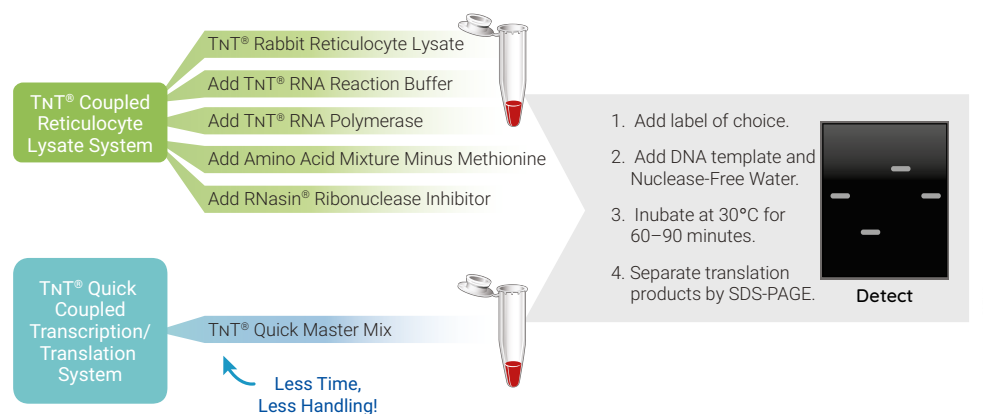 TNT® Coupled
Reticulocyte
Lysate System
TNT® Rabbit Reticulocyte Lysate
Add TNT® RNA Reaction Buffer
Add TNT® RNA Polymerase
Add Amino Acid Mixture Minus Methionine
Add RNasin® Ribonuclease Inhibitor
TNT® Quick
Coupled
Transcription/
Translation
System
TNT® Quick Master Mix
Less Time,
Less Handling!
1. Add label of choice.
2. Add DNA template and
Nuclease-Free Water.
3. Inubate at 30°C for
60–90 minutes.
4. Separate translation
products by SDS-PAGE.
Detect